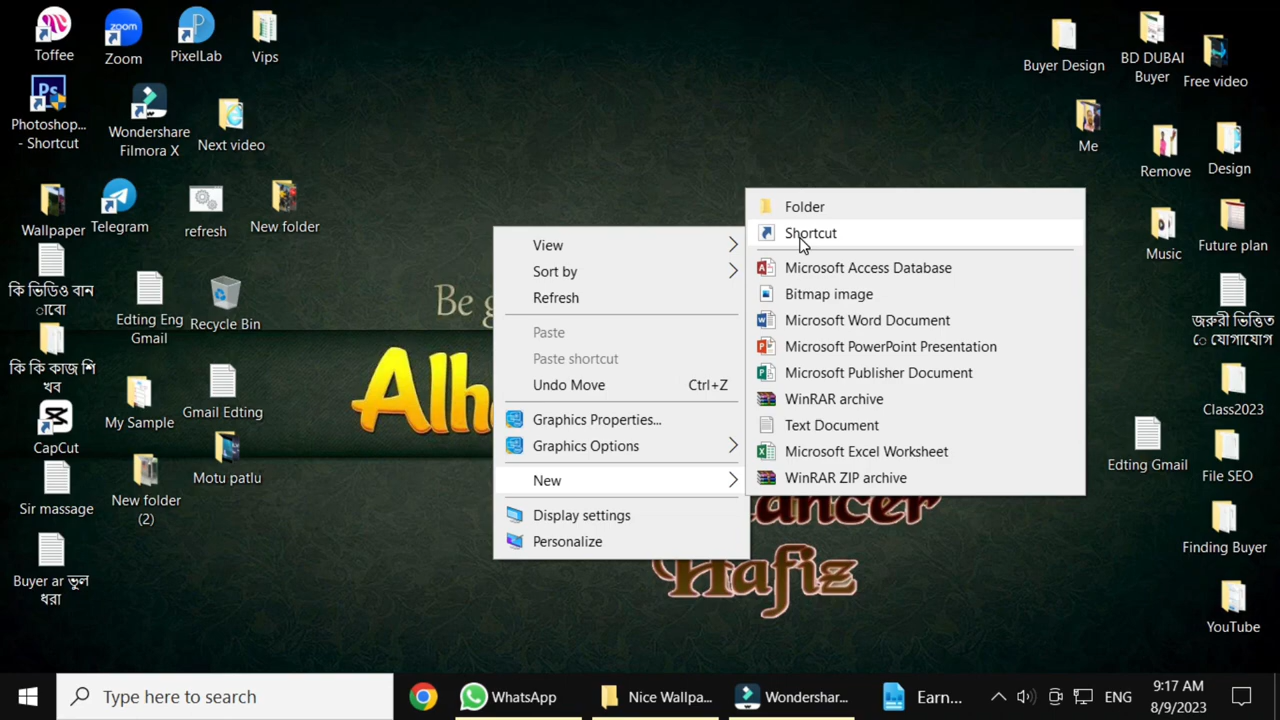 Toffee
Zoom
PixelLab
Vips
Photoshop...
- Shortcut
Wondershare
Filmora X
Next video
Wallpaper
Telegram
refresh
New folder
কি ভিডিও বান
াবো
Edting Eng
Gmail
Recycle Bin
কি কি কাজ শি
খব
My Sample
Gmail Edting
CapCut
New folder
(2)
Motu patlu
Sir massage
Buyer ar ভুল
ধরা
Buyer Design
BD DUBAI
Buyer
Free video
Me
Remove
Design
Music
Future plan
জরুরী ভিত্তিত
ে যোগাযোগ
Class2023
Edting Gmail
File SEO
Finding Buyer
YouTube
Be g
Alh
Hafiz
View
Sort by
Refresh
Paste
Paste shortcut
Undo Move Ctrl+Z
Graphics Properties...
Graphics Options
New
Display settings
Personalize
Folder
Shortcut
Microsoft Access Database
Bitmap image
Microsoft Word Document
Microsoft PowerPoint Presentation
Microsoft Publisher Document
WinRAR archive
Text Document
Microsoft Excel Worksheet
WinRAR ZIP archive
Type here to search
WhatsApp
Nice Wallpa...
Wondershar...
Earn...
ENG
9:17 AM
8/9/2023